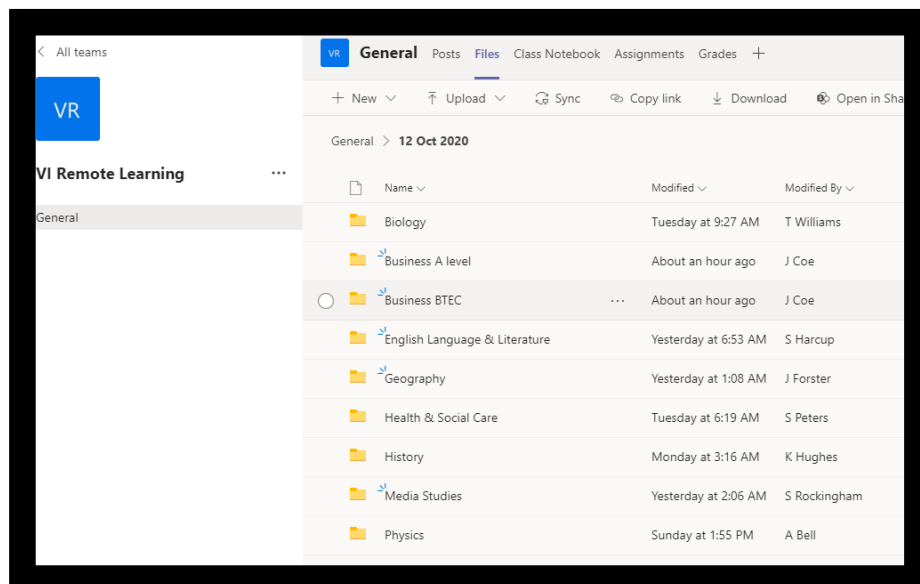 All teams
VR
VI Remote Learning ...
General
VR General Posts Files Class Notebook Assignments Grades +
+ New Upload Sync Copy link Download Open in Sha
General > 12 Oct 2020
Name Modified Modified By
Biology Tuesday at 9:27 AM T Williams
Business A level About an hour ago J Coe
Business BTEC ... About an hour ago J Coe
English Language & Literature Yesterday at 6:53 AM S Harcup
Geography Yesterday at 1:08 AM J Forster
Health & Social Care Tuesday at 6:19 AM S Peters
History Monday at 3:16 AM K Hughes
Media Studies Yesterday at 2:06 AM S Rockingham
Physics Sunday at 1:55 PM A Bell